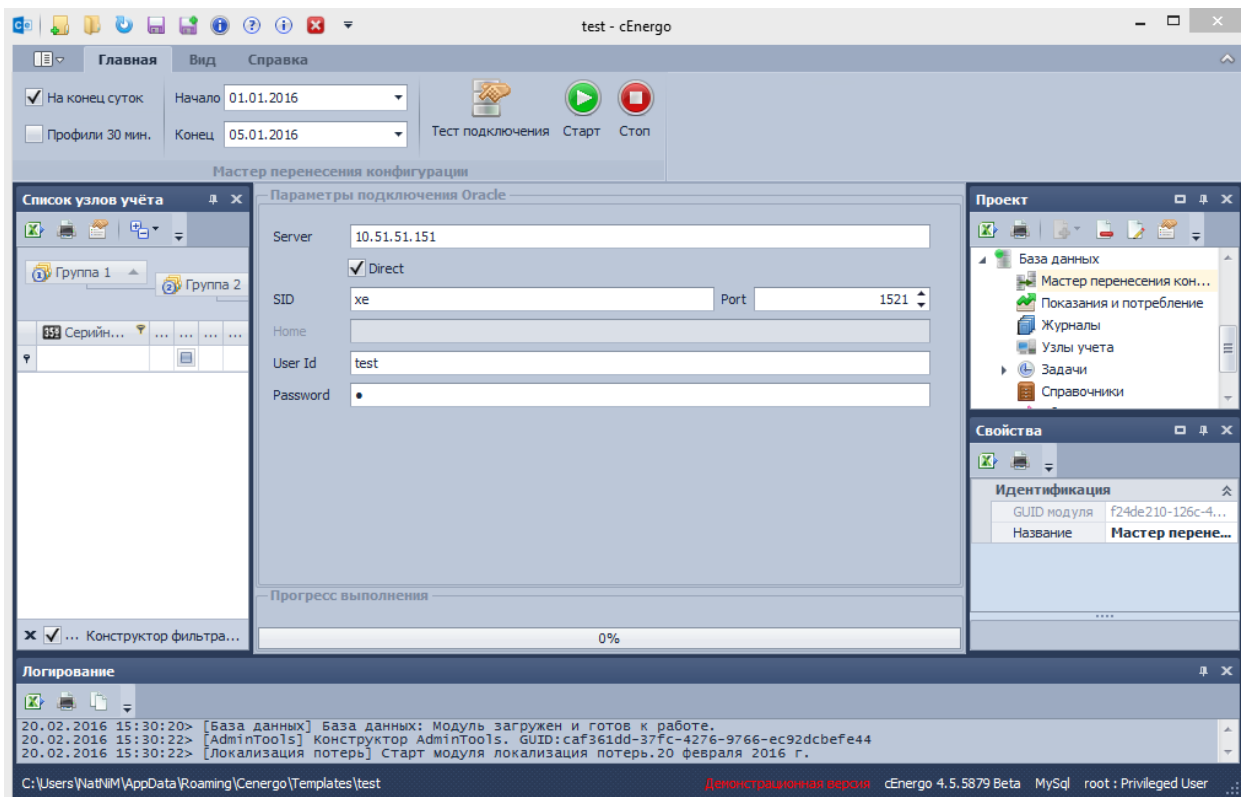 test - cEnergo
Главная Вид Справка
На конец суток Начало 01.01.2016
Профили 30 мин. Конец 05.01.2016
Тест подключения Старт Стоп
Мастер перенесения конфигурации
Список узлов учёта
Группа 1
Группа 2
Серийн... ... ... ... ...
... Конструктор фильтра...
Параметры подключения Oracle
Server 10.51.51.151
Direct
SID xe Port 1521
Home
User Id test
Password ●
Прогресс выполнения
0%
Проект
База данных
Мастер перенесения кон...
Показания и потребление
Журналы
Узлы учета
Задачи
Справочники
Свойства
Идентификация
GUID модуля f24de210-126c-4...
Название Мастер перене...
Логирование
20.02.2016 15:30:20> [База данных] База данных: Модуль загружен и готов к работе.
20.02.2016 15:30:22> [AdminTools] Конструктор AdminTools. GUID:caf361dd-37fc-4276-9766-ec92dcbefe44
20.02.2016 15:30:22> [Локализация потерь] Старт модуля локализация потерь.20 февраля 2016 г.
C:\Users\NatNiM\AppData\Roaming\Cenergo\Templates\test Демонстрационная версия cEnergo 4.5.5879 Beta MySql root : Privileged User